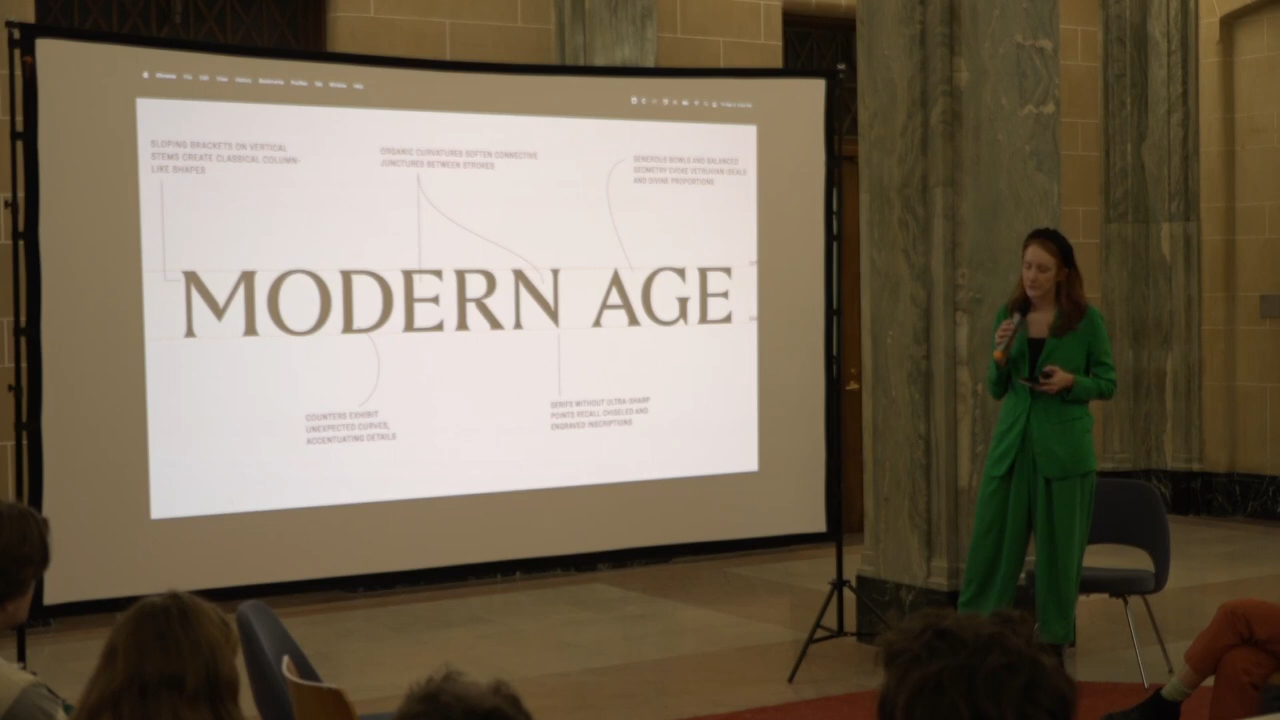 SLOPING BRACKETS ON VERTICAL
STEMS CREATE CLASSICAL COLUMN-
LIKE SHAPES
ORGANIC CURVATURES SOFTEN CONNECTIVE
JUNCTURES BETWEEN STROKES
GENEROUS BOWLS AND BALANCED
GEOMETRY EVOKE VETRUVIAN IDEALS
AND DIVINE PROPORTIONS
MODERN AGE
COUNTERS EXHIBIT
UNEXPECTED CURVES,
ACCENTUATING DETAILS
SERIFS WITHOUT ULTRA-SHARP
POINTS RECALL CHISELED AND
ENGRAVED INSCRIPTIONS